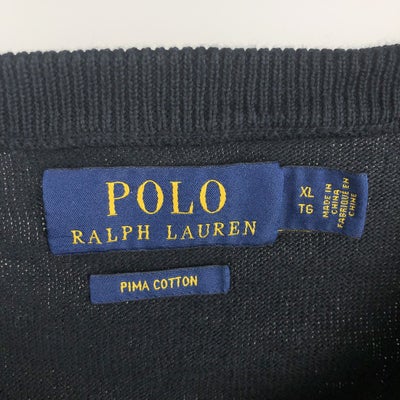 POLO
RALPH LAUREN
XL
TG
MADE IN
CHINA
FABRIQUÉ EN
CHINE
PIMA COTTON